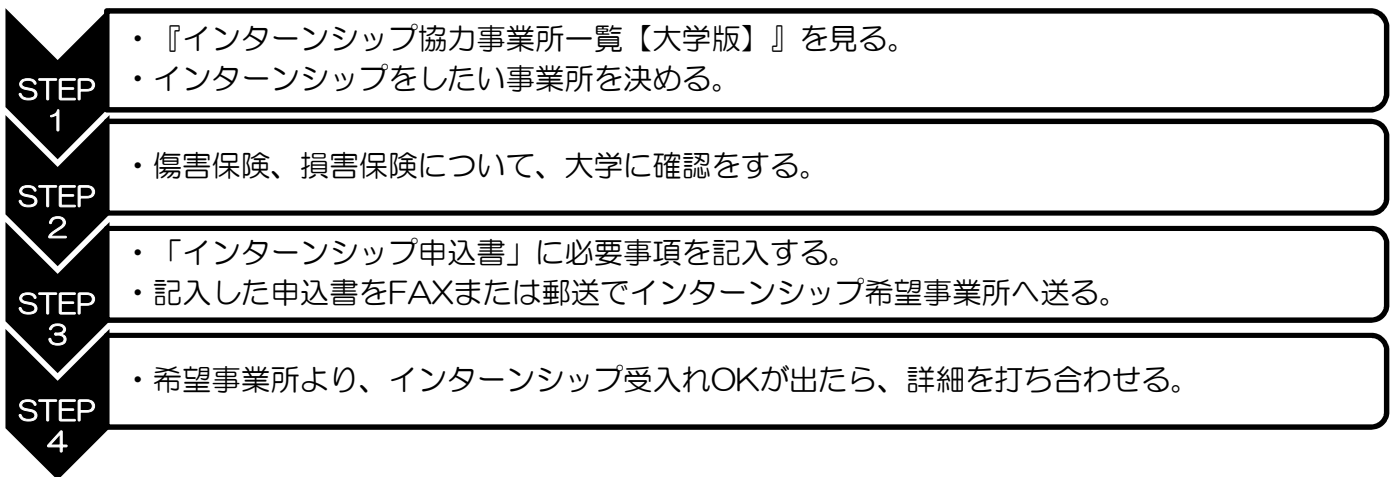 STEP
1
・『インターンシップ協力事業所一覧【大学版】』を見る。
・インターンシップをしたい事業所を決める。
STEP
2
・傷害保険、損害保険について、大学に確認をする。
STEP
3
・「インターンシップ申込書」に必要事項を記入する。
・記入した申込書をFAXまたは郵送でインターンシップ希望事業所へ送る。
STEP
4
・希望事業所より、インターンシップ受入れOKが出たら、詳細を打ち合わせる。